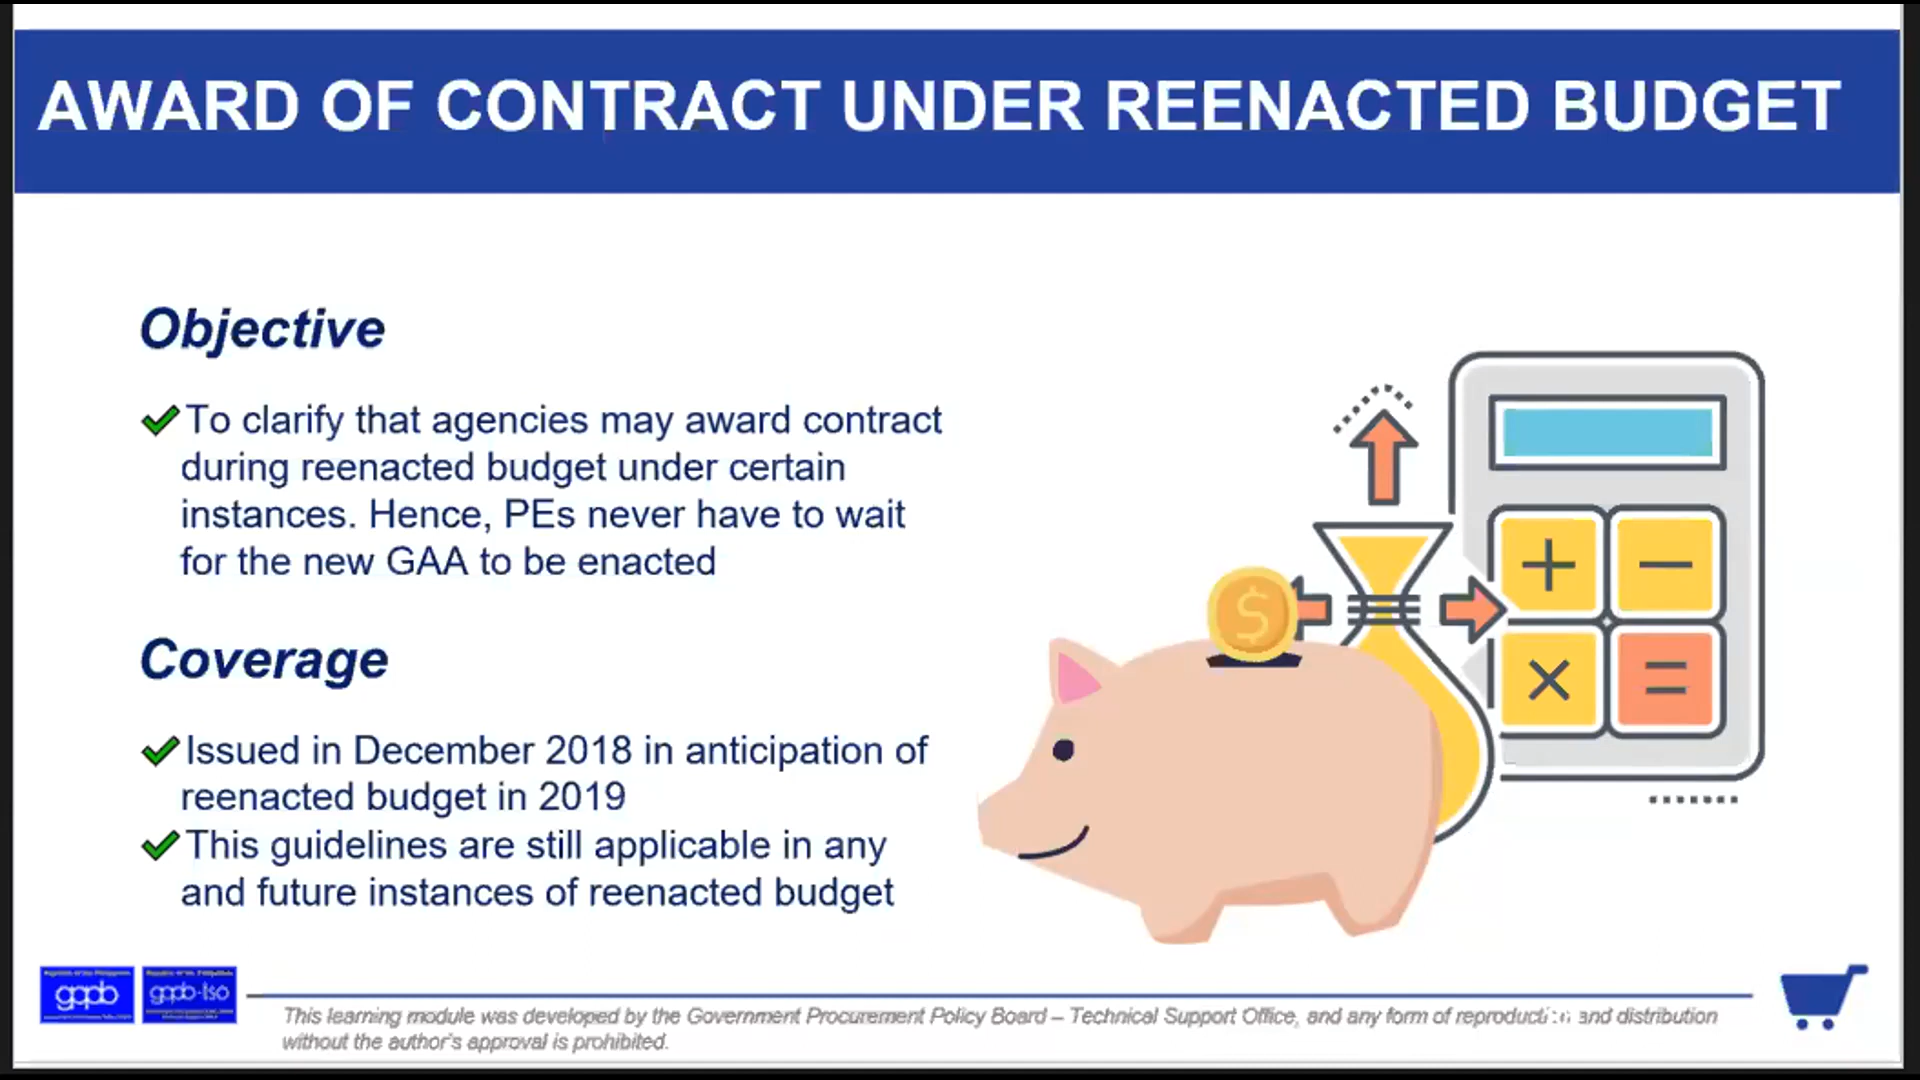 AWARD OF CONTRACT UNDER REENACTED BUDGET
Objective
To clarify that agencies may award contract
during reenacted budget under certain
instances. Hence, PEs never have to wait
for the new GAA to be enacted
Coverage
Issued in December 2018 in anticipation of
reenacted budget in 2019
This guidelines are still applicable in any
and future instances of reenacted budget
$
+ −
× =
gppb gppb-tso
This learning module was developed by the Government Procurement Policy Board – Technical Support Office, and any form of reproduction and distribution
without the author's approval is prohibited.